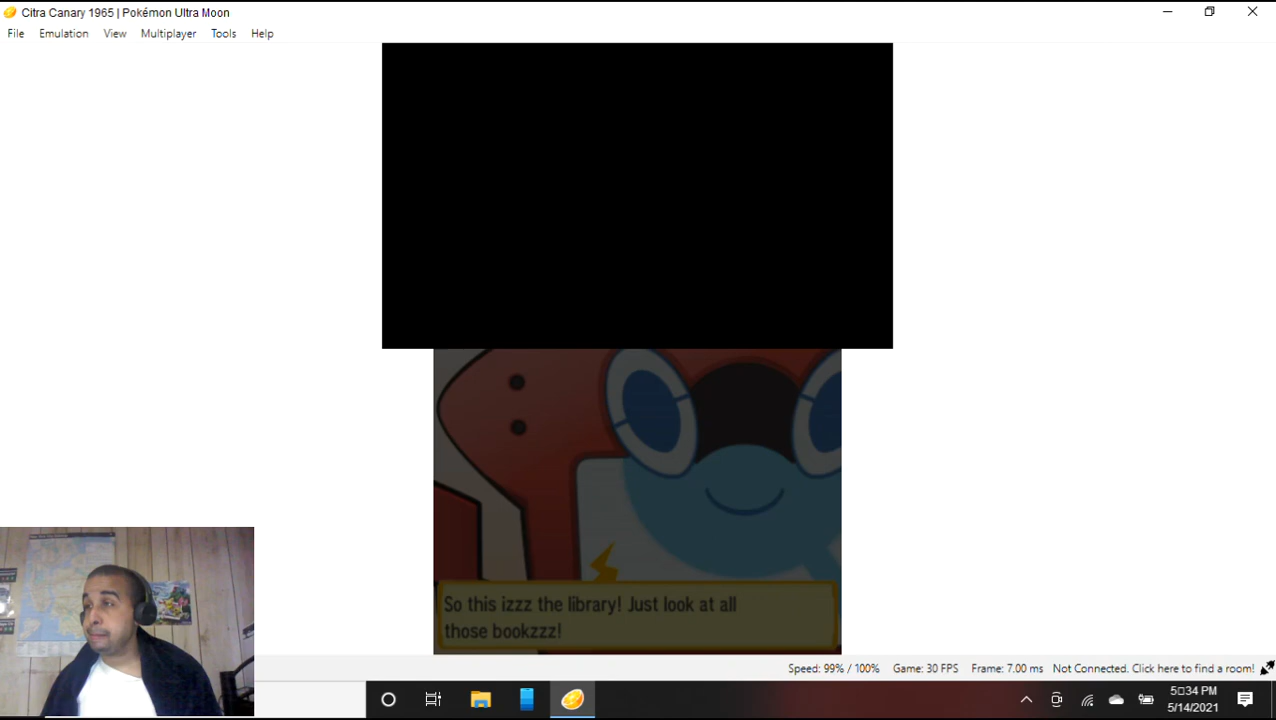 Citra Canary 1965 | Pokémon Ultra Moon
File Emulation View Multiplayer Tools Help
So this izzz the library! Just look at all
those bookzzz!
Speed: 99% / 100% Game: 30 FPS Frame: 7.00 ms Not Connected. Click here to find a room!
5:34 PM
5/14/2021